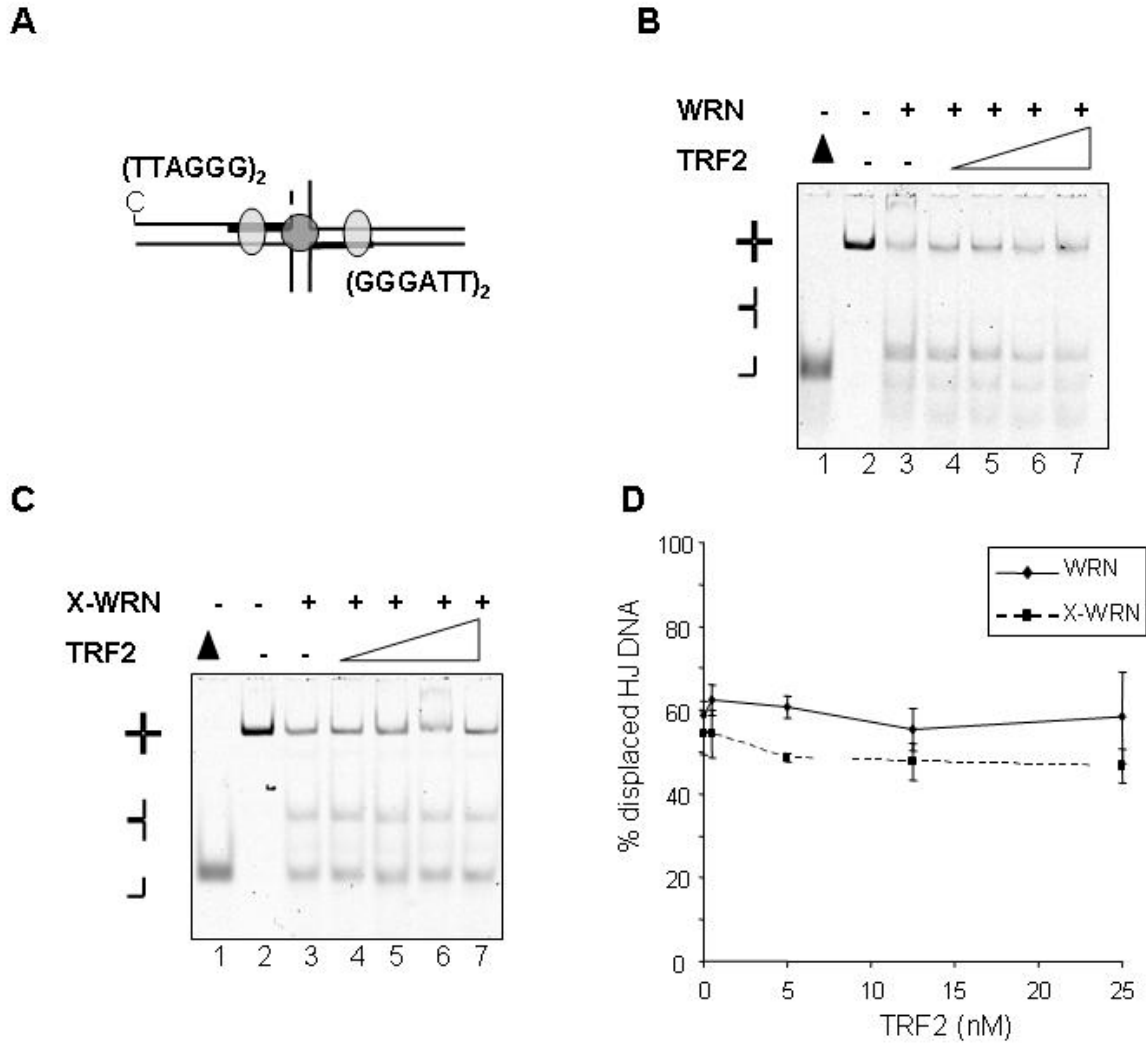 A
(TTAGGG)2
C
(GGGATT)2
B
WRN - - + + + + +
TRF2 - -
1 2 3 4 5 6 7
C
X-WRN - - + + + + +
TRF2 - -
1 2 3 4 5 6 7
D
% displaced HJ DNA
100
80
60
40
20
0
0 5 10 15 20 25
TRF2 (nM)
WRN
X-WRN